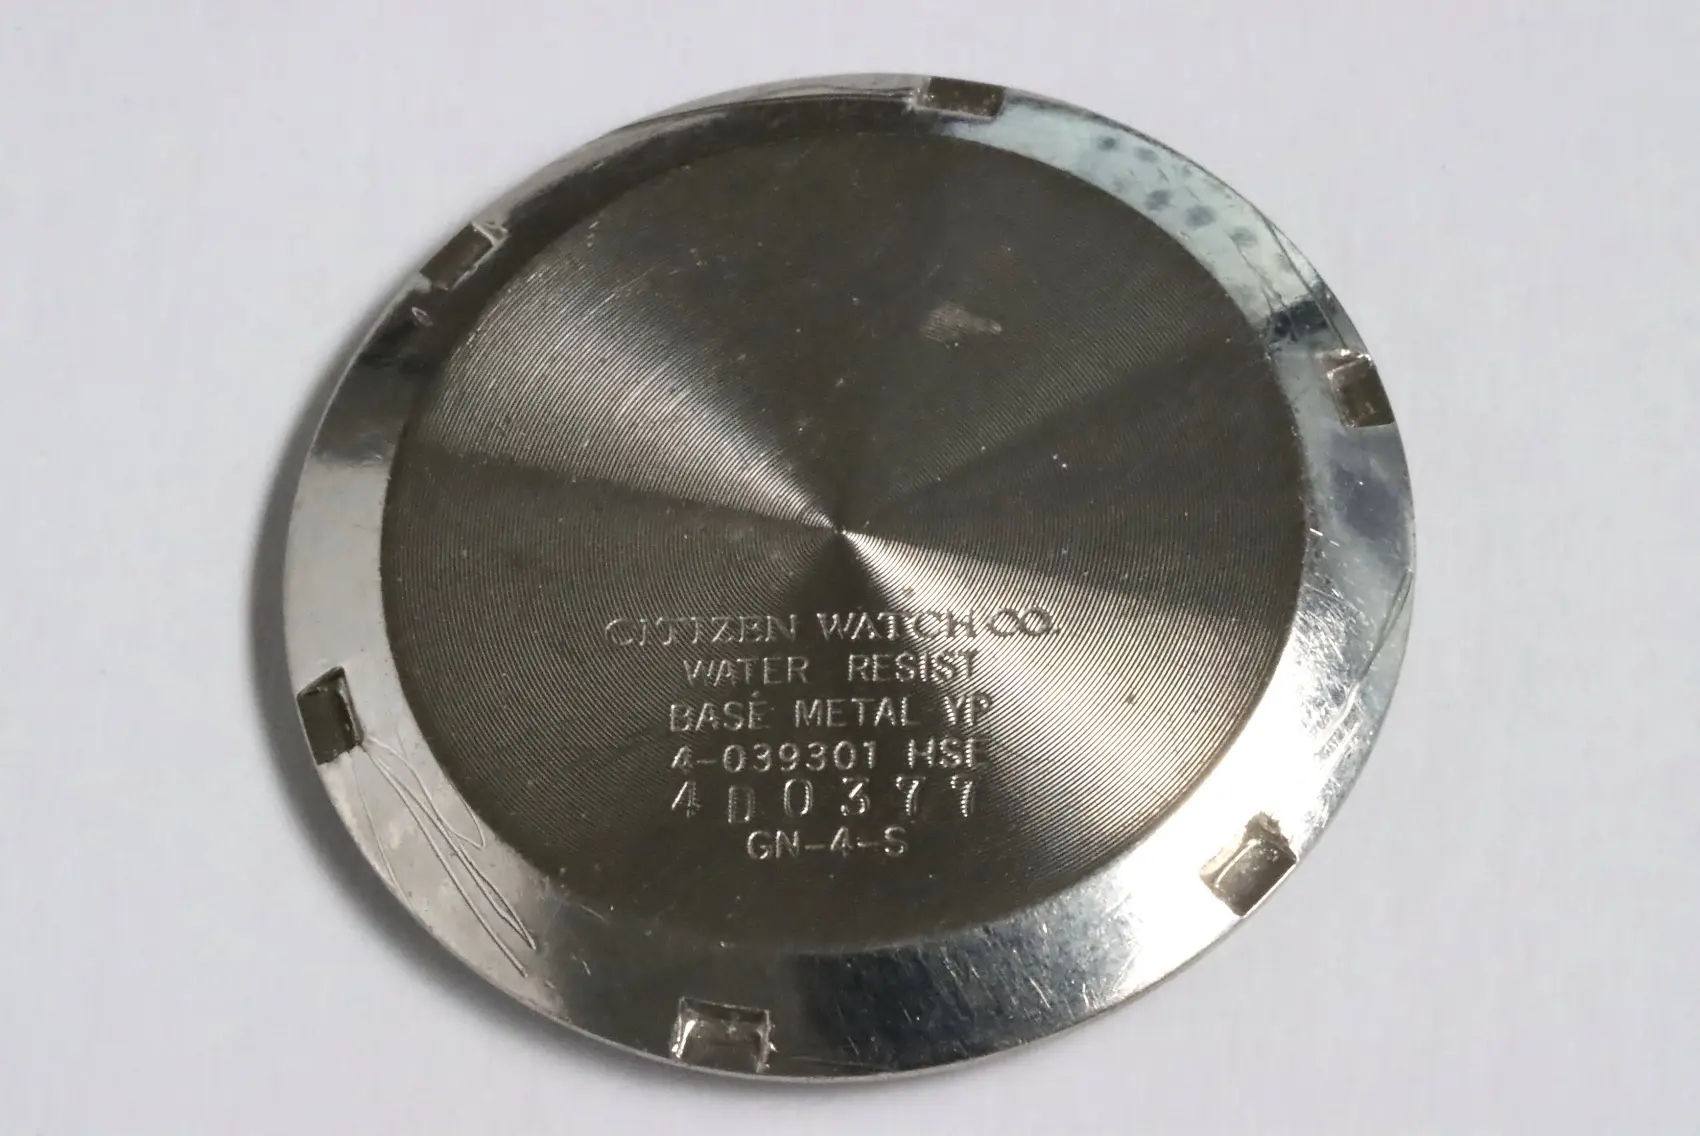 CITIZEN WATCH CO.
WATER RESIST
BASE METAL YP
4-039301 HSE
4D0377
GN-4-S